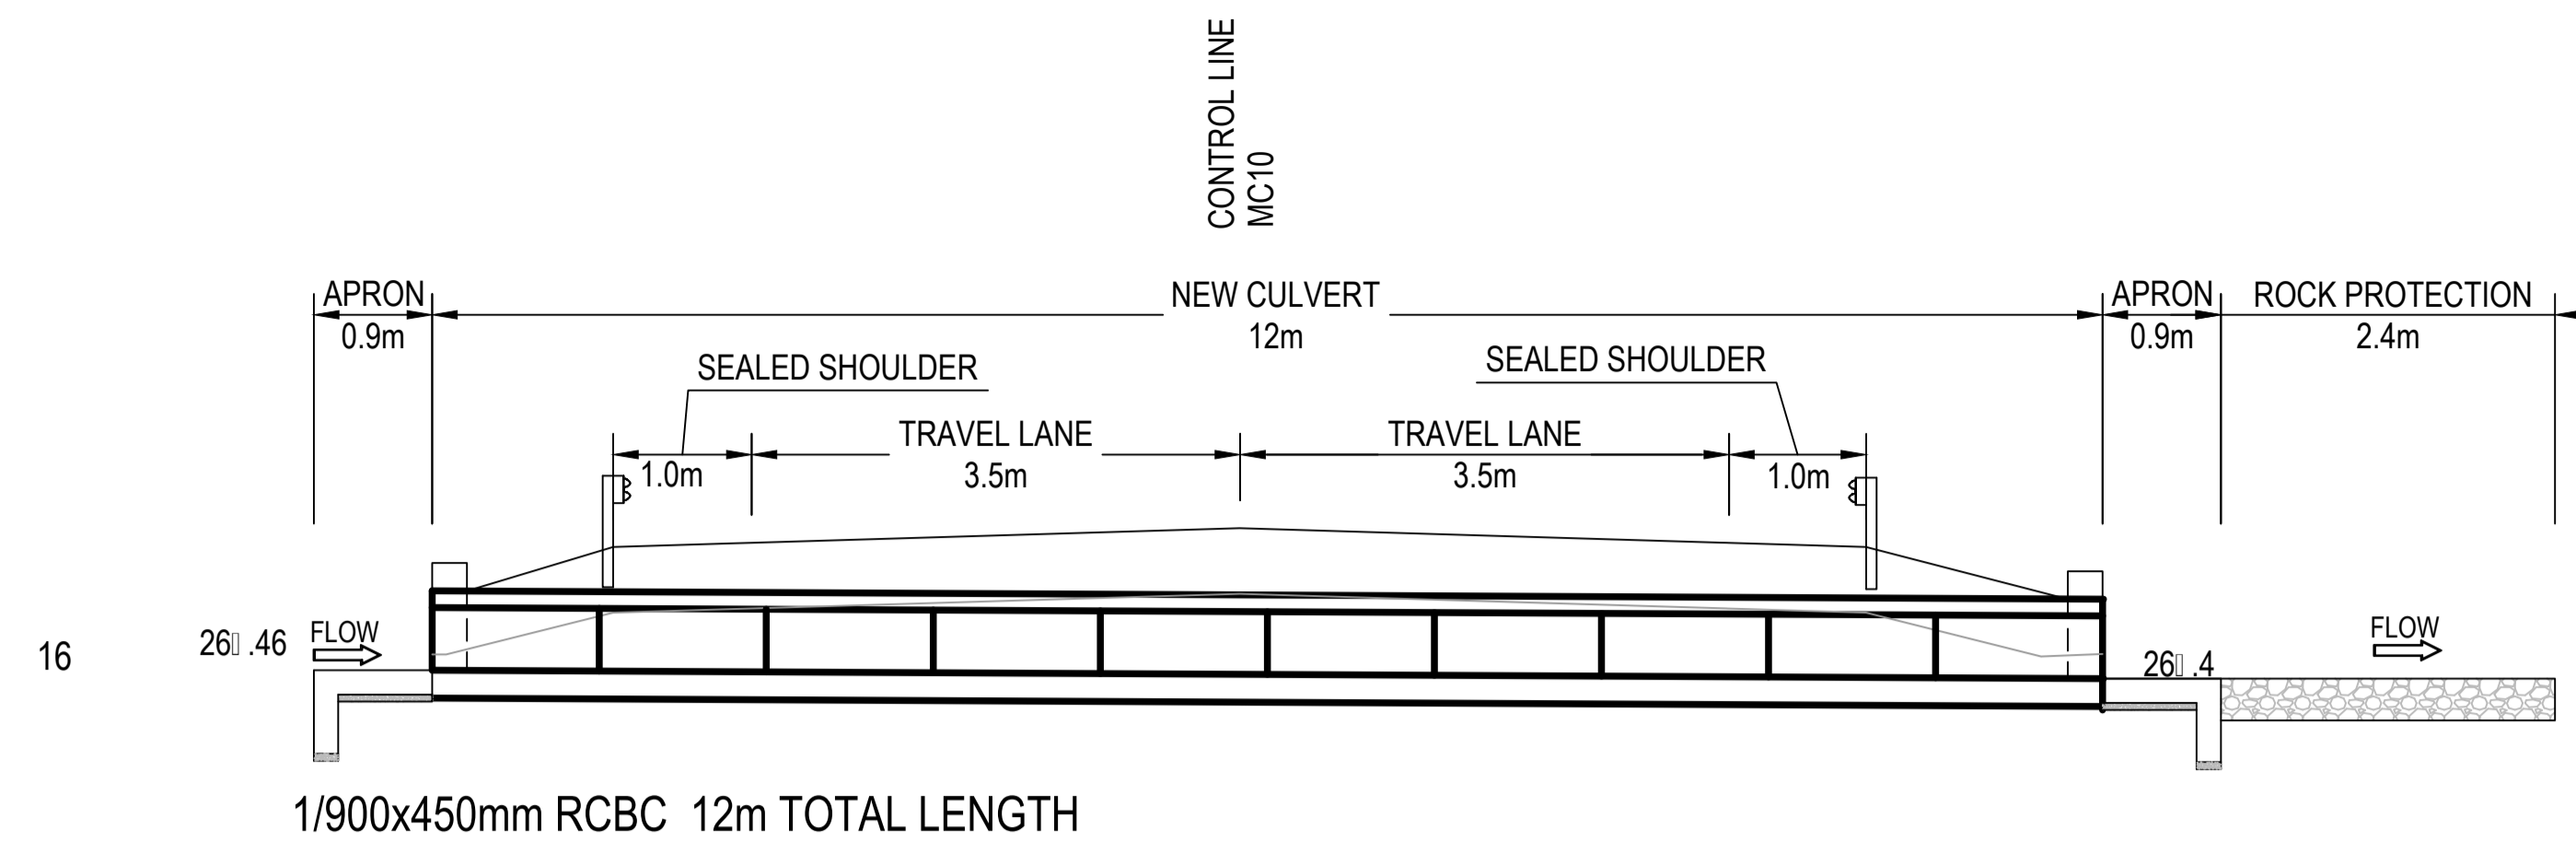 CONTROL LINE
MC10
APRON
0.9m
NEW CULVERT
12m
APRON
0.9m
ROCK PROTECTION
2.4m
SEALED SHOULDER
1.0m
TRAVEL LANE
3.5m
TRAVEL LANE
3.5m
SEALED SHOULDER
1.0m
16
26▯.46
FLOW
26▯.4
FLOW
1/900x450mm RCBC 12m TOTAL LENGTH